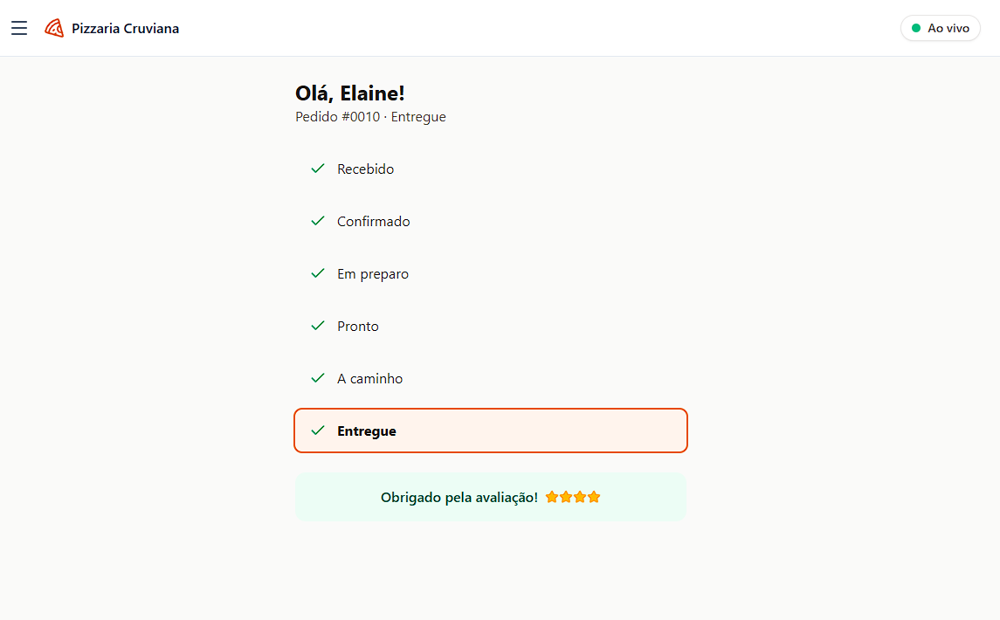 Pizzaria Cruviana
Ao vivo
Olá, Elaine!
Pedido #0010 · Entregue
Recebido
Confirmado
Em preparo
Pronto
A caminho
Entregue
Obrigado pela avaliação!